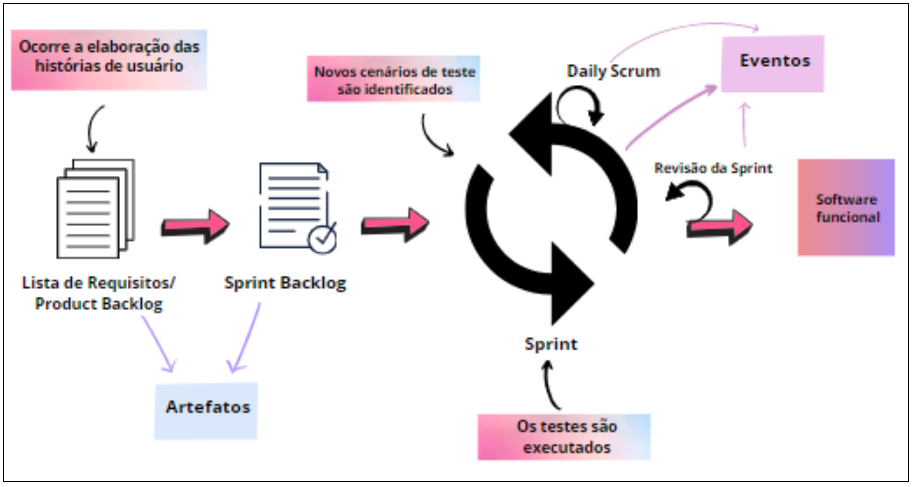 Ocorre a elaboração das
histórias de usuário
Novos cenários de teste
são identificados
Daily Scrum
Eventos
Revisão da Sprint
Software
funcional
Lista de Requisitos/
Product Backlog
Sprint Backlog
Sprint
Artefatos
Os testes são
executados